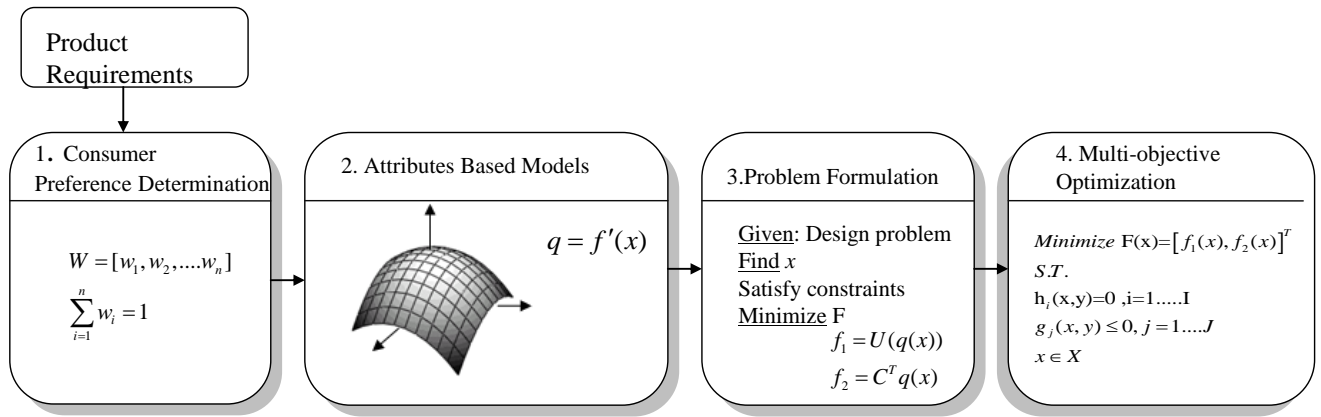 Product
Requirements
1. Consumer
Preference Determination
W = [w₁, w₂,....wₙ]
∑ᵢ₌₁ⁿ wᵢ = 1
2. Attributes Based Models
q = f′(x)
3.Problem Formulation
Given: Design problem
Find x
Satisfy constraints
Minimize F
f₁ = U(q(x))
f₂ = Cᵀq(x)
4. Multi-objective
Optimization
Minimize F(x)=[f₁(x), f₂(x)]ᵀ
S.T.
hᵢ(x,y)=0 ,i=1.....I
gⱼ(x, y) ≤ 0, j = 1....J
x ∈ X